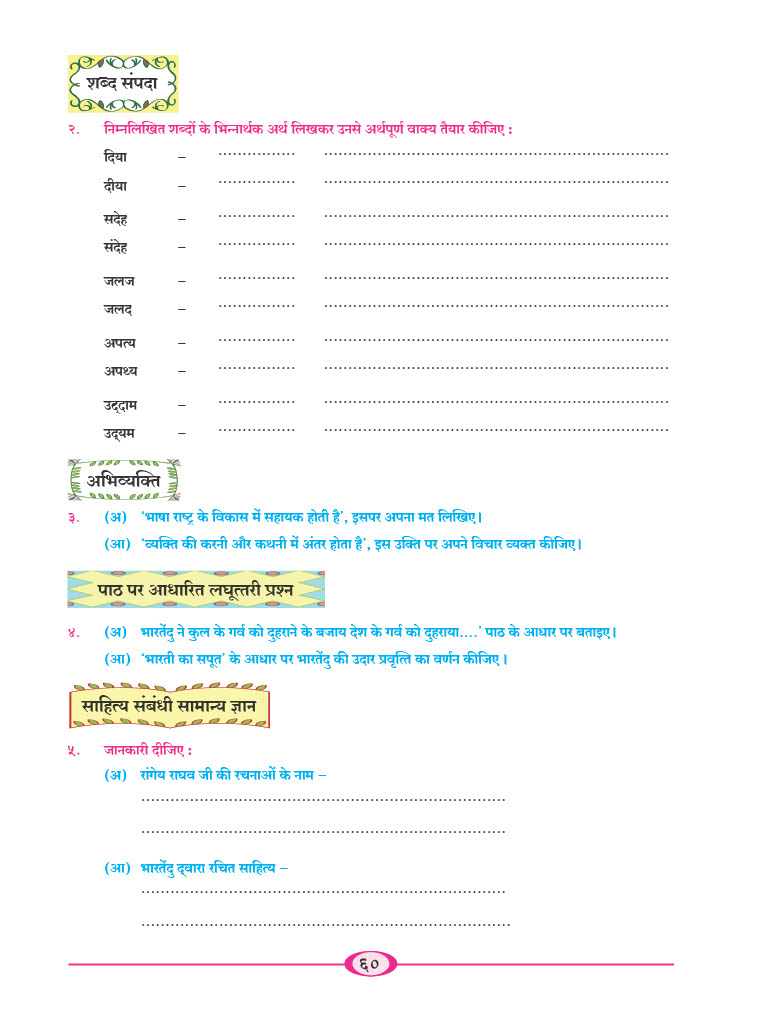 शब्द संपदा
२. निम्नलिखित शब्दों के भिन्नार्थक अर्थ लिखकर उनसे अर्थपूर्ण वाक्य तैयार कीजिए :
दिया – ................ .......................................................................
दीया – ................ .......................................................................
सदेह – ................ .......................................................................
संदेह – ................ .......................................................................
जलज – ................ .......................................................................
जलद – ................ .......................................................................
अपत्य – ................ .......................................................................
अपथ्य – ................ .......................................................................
उद्‌दाम – ................ .......................................................................
उद्‌यम – ................ .......................................................................
अभिव्यक्ति
३. (अ) ‘भाषा राष्ट्र के विकास में सहायक होती है’, इसपर अपना मत लिखिए।
(आ) ‘व्यक्ति की करनी और कथनी में अंतर होता है’, इस उक्ति पर अपने विचार व्यक्त कीजिए।
पाठ पर आधारित लघूत्तरी प्रश्न
४. (अ) भारतेंदु ने कुल के गर्व को दुहराने के बजाय देश के गर्व को दुहराया....’ पाठ के आधार पर बताइए।
(आ) ‘भारती का सपूत’ के आधार पर भारतेंदु की उदार प्रवृत्ति का वर्णन कीजिए।
साहित्य संबंधी सामान्य ज्ञान
५. जानकारी दीजिए :
(अ) रांगेय राघव जी की रचनाओं के नाम –
...........................................................................
...........................................................................
(आ) भारतेंदु द्‌वारा रचित साहित्य –
...........................................................................
............................................................................
६०